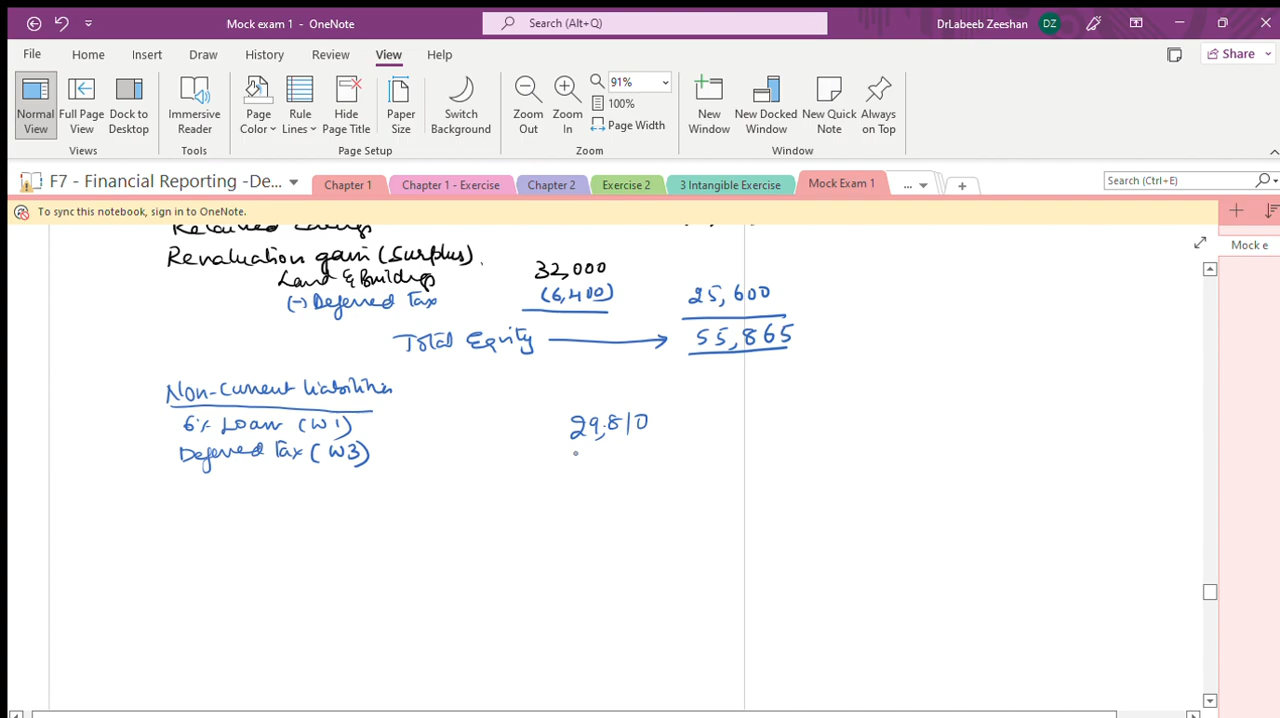 Mock exam 1 - OneNote
Search (Alt+Q)
DrLabeeb Zeeshan DZ
File Home Insert Draw History Review View Help
Share
Normal View
Full Page View
Dock to Desktop
Immersive Reader
Page Color
Rule Lines
Hide Page Title
Paper Size
Switch Background
Zoom Out
Zoom In
91%
100%
Page Width
New Window
New Docked Window
New Quick Note
Always on Top
Views Tools Page Setup Zoom Window
F7 - Financial Reporting -De...
Chapter 1 Chapter 1 - Exercise Chapter 2 Exercise 2 3 Intangible Exercise Mock Exam 1 ... +
Search (Ctrl+E)
To sync this notebook, sign in to OneNote.
Mock e
Revaluation gain (Surplus).
Land & Buildings 32,000
(-) Deferred Tax (6,400) 25,600
Total Equity 55,865
Non-Current Liabilities
6% Loan (W1) 29,810
Deferred Tax (W3)